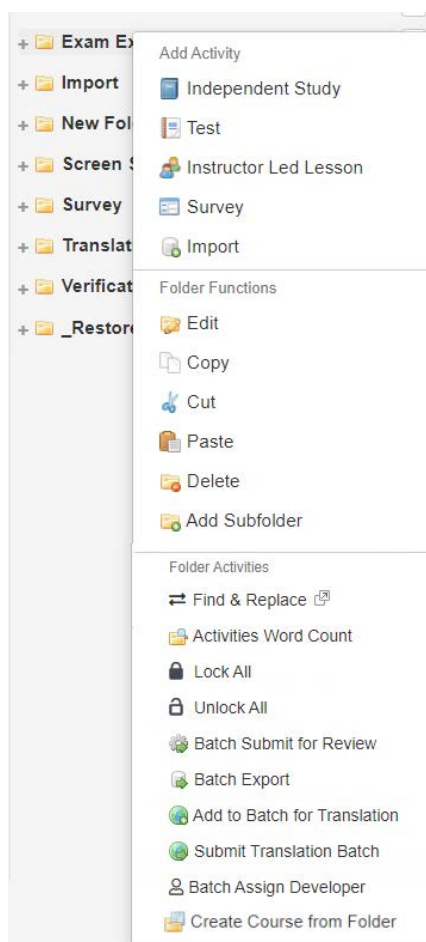 Exam Ex
Import
New Fol
Screen S
Survey
Translat
Verificat
_Restore
Add Activity
Independent Study
Test
Instructor Led Lesson
Survey
Import
Folder Functions
Edit
Copy
Cut
Paste
Delete
Add Subfolder
Folder Activities
Find & Replace
Activities Word Count
Lock All
Unlock All
Batch Submit for Review
Batch Export
Add to Batch for Translation
Submit Translation Batch
Batch Assign Developer
Create Course from Folder